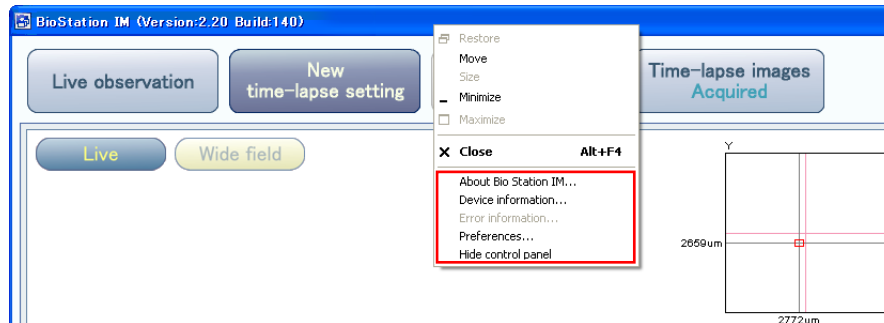 BioStation IM (Version:2.20 Build:140)
Live observation
New
time-lapse setting
Time-lapse images
Acquired
Restore
Move
Size
Minimize
Maximize
Close Alt+F4
About Bio Station IM...
Device information...
Error information...
Preferences...
Hide control panel
Live
Wide field
Y
2659um
2772um